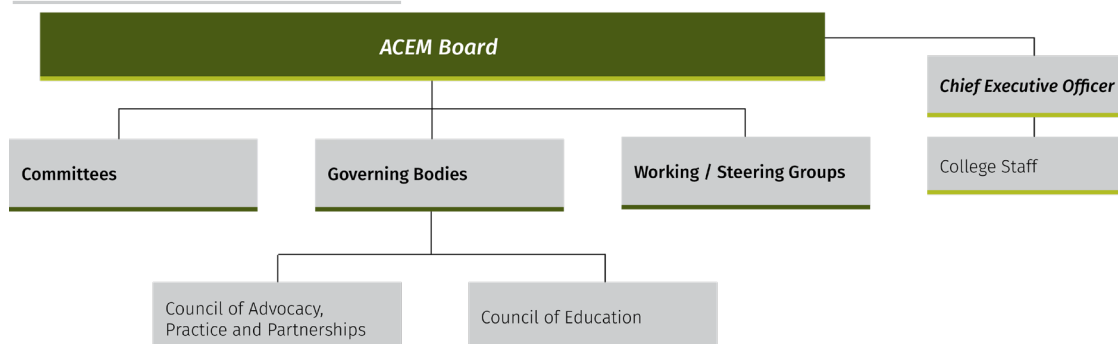 ACEM Board
Chief Executive Officer
Committees
Governing Bodies
Working / Steering Groups
College Staff
Council of Advocacy,
Practice and Partnerships
Council of Education